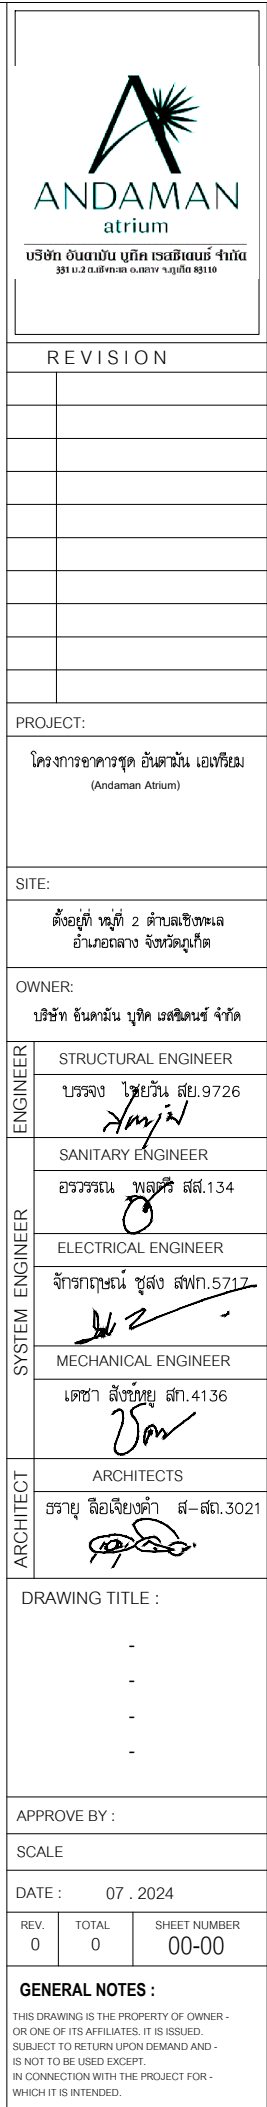 ANDAMAN
atrium
บริษัท อันดามัน บูทิค เรสซิเดนซ์ จำกัด
331 ม.2 ต.เชิงทะเล อ.ถลาง จ.ภูเก็ต 83110
REVISION
PROJECT:
โครงการอาคารชุด อันดามัน เอเทรียม
(Andaman Atrium)
SITE:
ตั้งอยู่ที่ หมู่ที่ 2 ตำบลเชิงทะเล
อำเภอถลาง จังหวัดภูเก็ต
OWNER:
บริษัท อันดามัน บูทิค เรสซิเดนซ์ จำกัด
ENGINEER
STRUCTURAL ENGINEER
บรรจง ไชยวัน สย.9726
SYSTEM ENGINEER
SANITARY ENGINEER
อรวรรณ พลศรี สส.134
ELECTRICAL ENGINEER
จักรกฤษณ์ ชูสง สฟก.5717
MECHANICAL ENGINEER
เดชา สังข์หยู สก.4136
ARCHITECT
ARCHITECTS
ธรายุ ลือเจียงคำ ส-สถ.3021
DRAWING TITLE :
-
-
-
-
APPROVE BY :
SCALE
DATE : 07 . 2024
REV. TOTAL SHEET NUMBER
0 0 00-00
GENERAL NOTES :
THIS DRAWING IS THE PROPERTY OF OWNER -
OR ONE OF ITS AFFILIATES. IT IS ISSUED.
SUBJECT TO RETURN UPON DEMAND AND -
IS NOT TO BE USED EXCEPT.
IN CONNECTION WITH THE PROJECT FOR -
WHICH IT IS INTENDED.